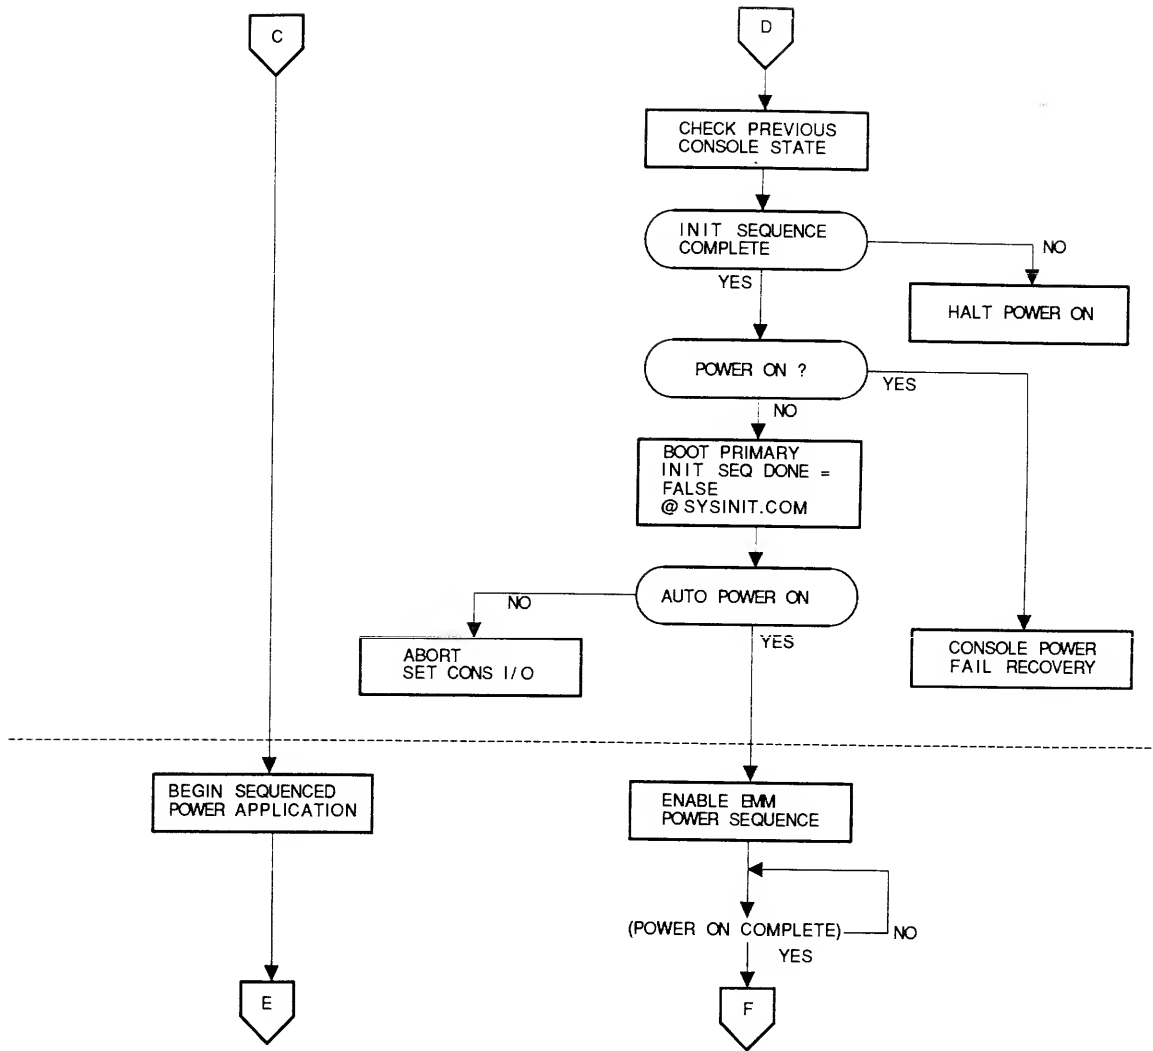 C
D
CHECK PREVIOUS
CONSOLE STATE
INIT SEQUENCE
COMPLETE
NO
YES
HALT POWER ON
POWER ON ?
YES
NO
BOOT PRIMARY
INIT SEQ DONE =
FALSE
@SYSINIT.COM
AUTO POWER ON
NO
YES
ABORT
SET CONS I/O
CONSOLE POWER
FAIL RECOVERY
BEGIN SEQUENCED
POWER APPLICATION
ENABLE EMM
POWER SEQUENCE
(POWER ON COMPLETE)
NO
YES
E
F